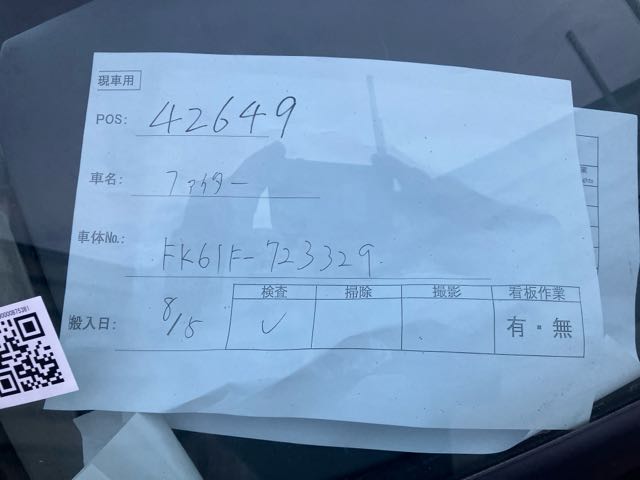 現車用
POS: 42649
車名: ファイター
車体No.: FK61F-723329
検査 掃除 撮影 看板作業
搬入日: 8/5 ✓ 有・無